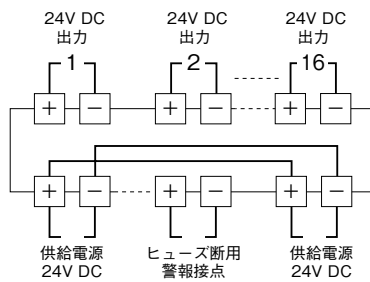 24V DC 24V DC 24V DC
出力 出力 出力
1 2 16
+ − + − + −
+ − + − + −
供給電源 ヒューズ断用 供給電源
24V DC 警報接点 24V DC